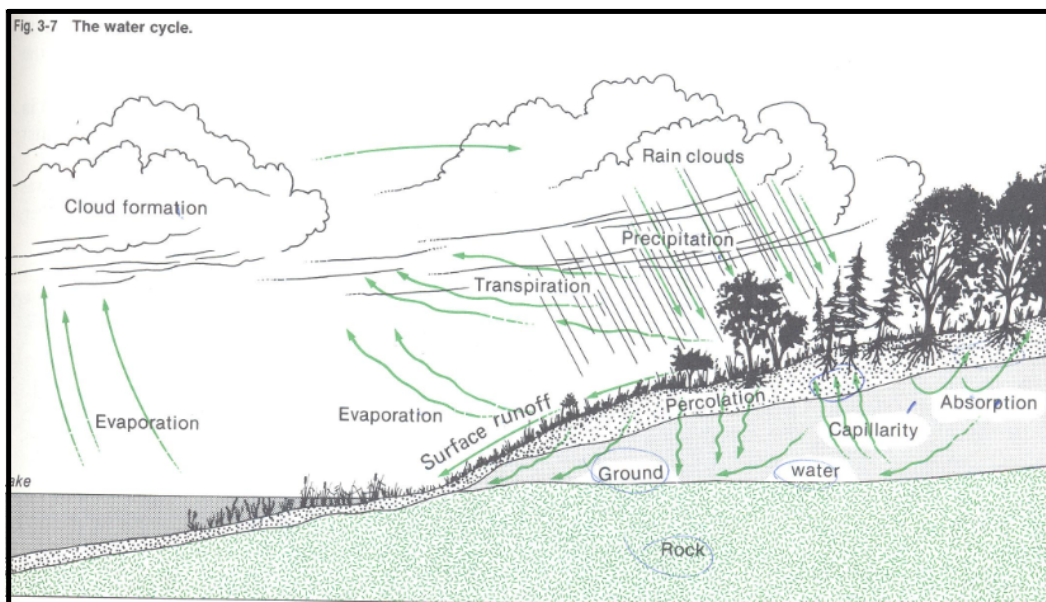 Fig. 3-7 The water cycle.
Rain clouds
Cloud formation
Precipitation
Transpiration
Evaporation
Evaporation
Surface runoff
Percolation
Absorption
Capillarity
Ground water
ake
Rock